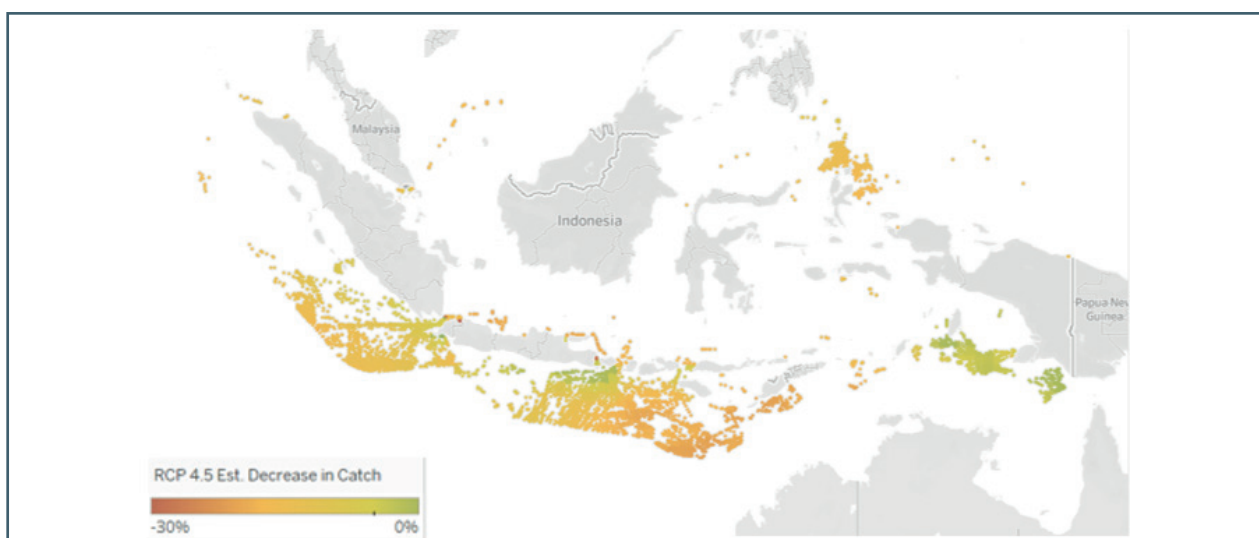 Malaysia
Indonesia
Papua New
Guinea
RCP 4.5 Est. Decrease in Catch
-30%
0%